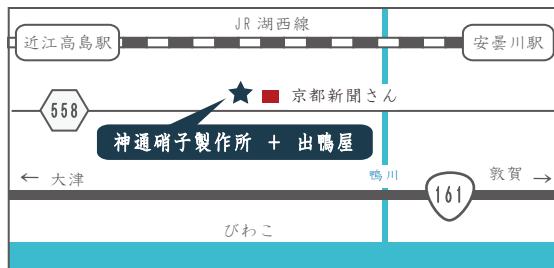 JR 湖西線
近江高島駅
安曇川駅
京都新聞さん
558
神通硝子製作所 + 出鴨屋
← 大津
鴨川
敦賀 →
161
びわこ